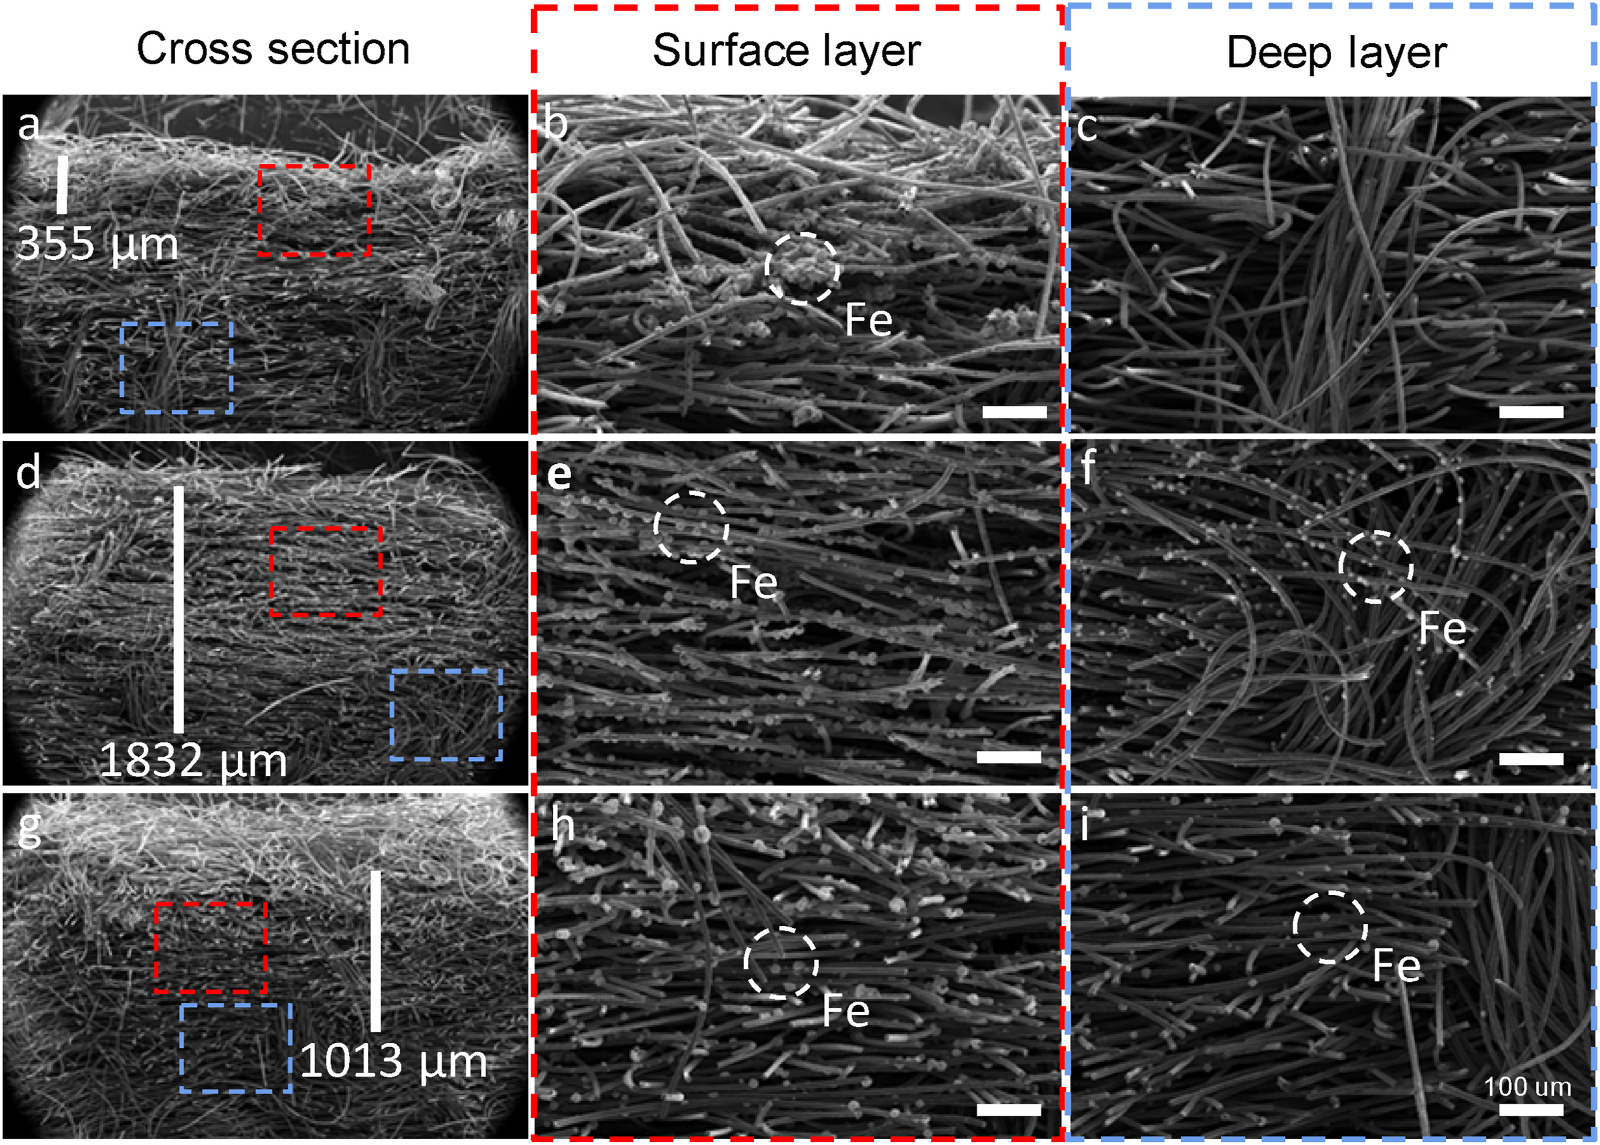 Cross section
Surface layer
Deep layer
a
355 μm
b
Fe
c
d
1832 μm
e
Fe
f
Fe
g
1013 μm
h
Fe
i
Fe
100 um